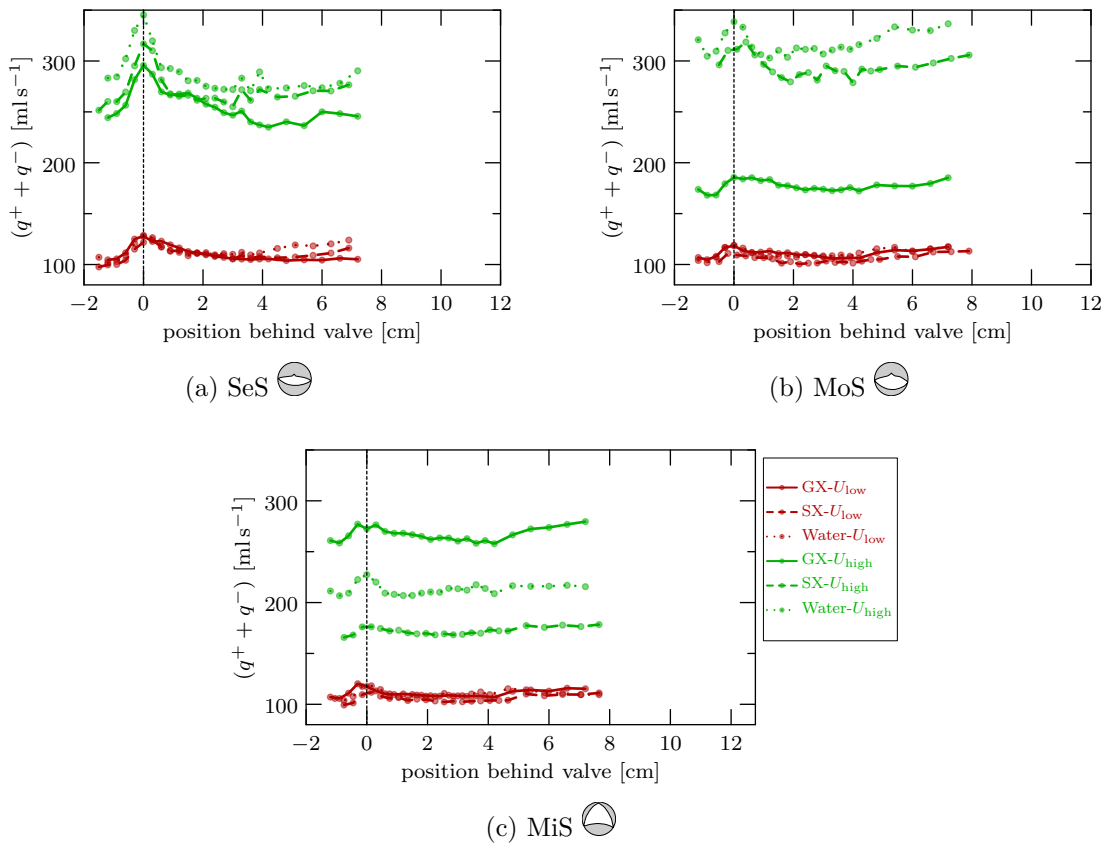 300
200
100
(q⁺ + q⁻) [ml s⁻¹]
−2 0 2 4 6 8 10 12
position behind valve [cm]
(a) SeS
300
200
100
(q⁺ + q⁻) [ml s⁻¹]
−2 0 2 4 6 8 10 12
position behind valve [cm]
(b) MoS
300
200
100
(q⁺ + q⁻) [ml s⁻¹]
−2 0 2 4 6 8 10 12
position behind valve [cm]
GX-U_low
SX-U_low
Water-U_low
GX-U_high
SX-U_high
Water-U_high
(c) MiS